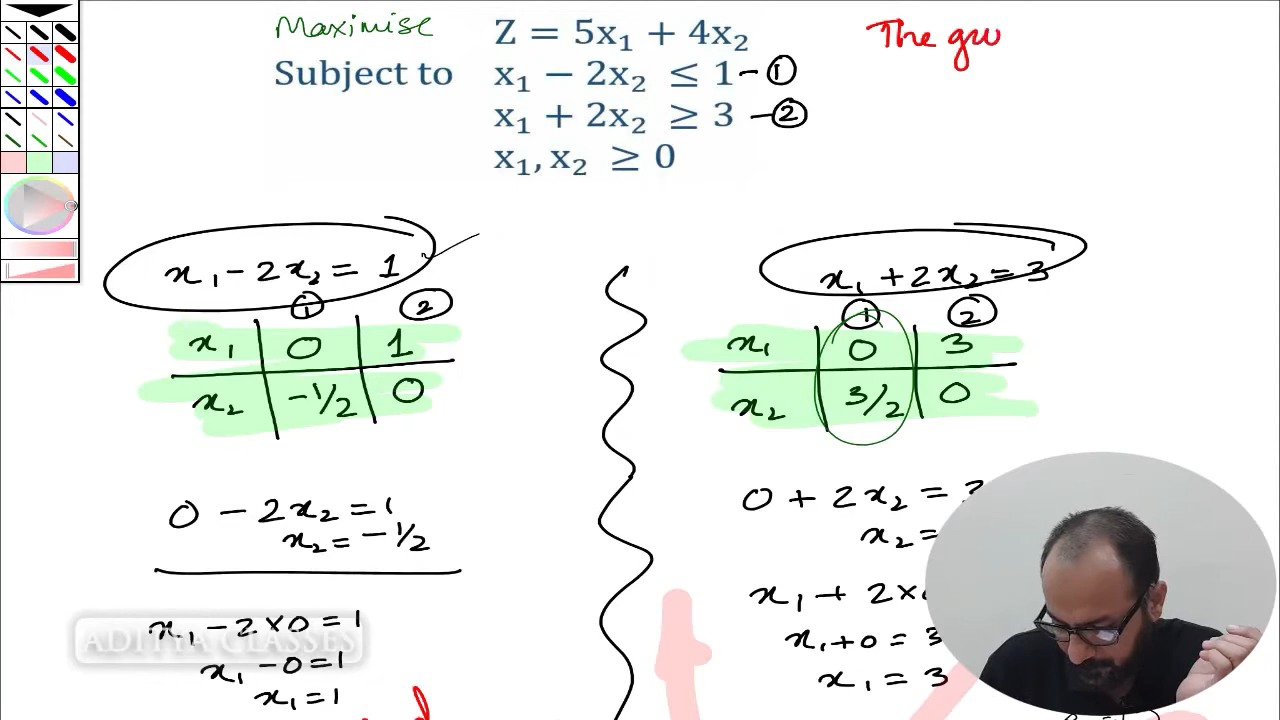 Maximise Z = 5x₁ + 4x₂
The gw
Subject to x₁ − 2x₂ ≤ 1 - ①
x₁ + 2x₂ ≥ 3 - ②
x₁, x₂ ≥ 0
x₁ - 2x₂ = 1
① ②
x₁ 0 1
x₂ -1/2 0
0 - 2x₂ = 1
x₂ = -1/2
x₁ - 2×0 = 1
x₁ - 0 = 1
x₁ = 1
ADITYA CLASSES
x₁ + 2x₂ = 3
① ②
x₁ 0 3
x₂ 3/2 0
0 + 2x₂ = 3
x₂ =
x₁ + 2×
x₁ + 0 = 3
x₁ = 3